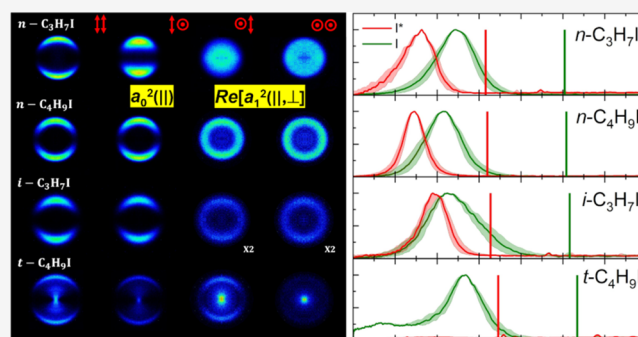 n − C₃H₇I
a₀²(||)
Re[a₁²(||,⊥)]
n − C₄H₉I
i − C₃H₇I
X2
X2
t − C₄H₉I
I*
I
n-C₃H₇I
n-C₄H₉I
i-C₃H₇I
t-C₄H₉I